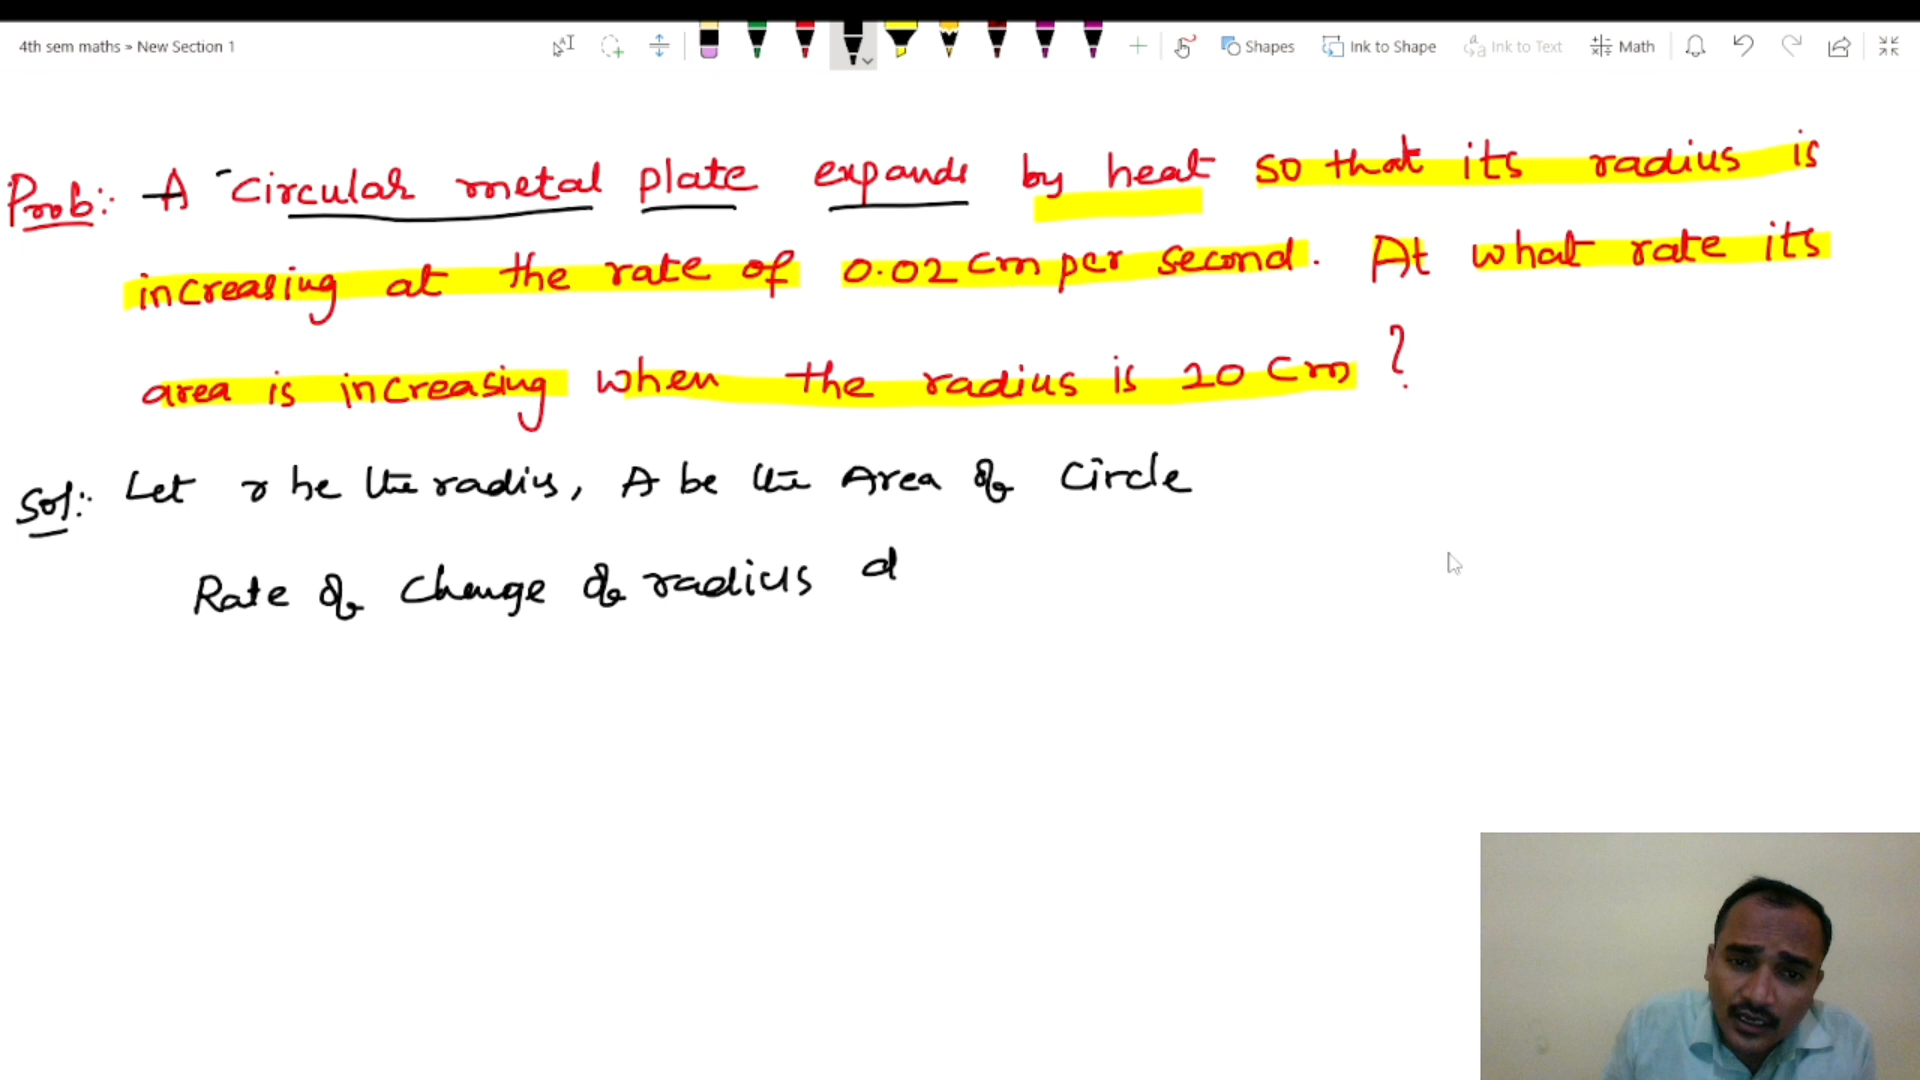 4th sem maths » New Section 1
Shapes
Ink to Shape
Ink to Text
Math
Prob:- A Circular metal plate expands by heat so that its radius is
increasing at the rate of 0.02 cm per second. At what rate its
area is increasing when the radius is 20 Cm ?
Sol:- Let r be the radius, A be the Area of Circle
Rate of Change of radius d